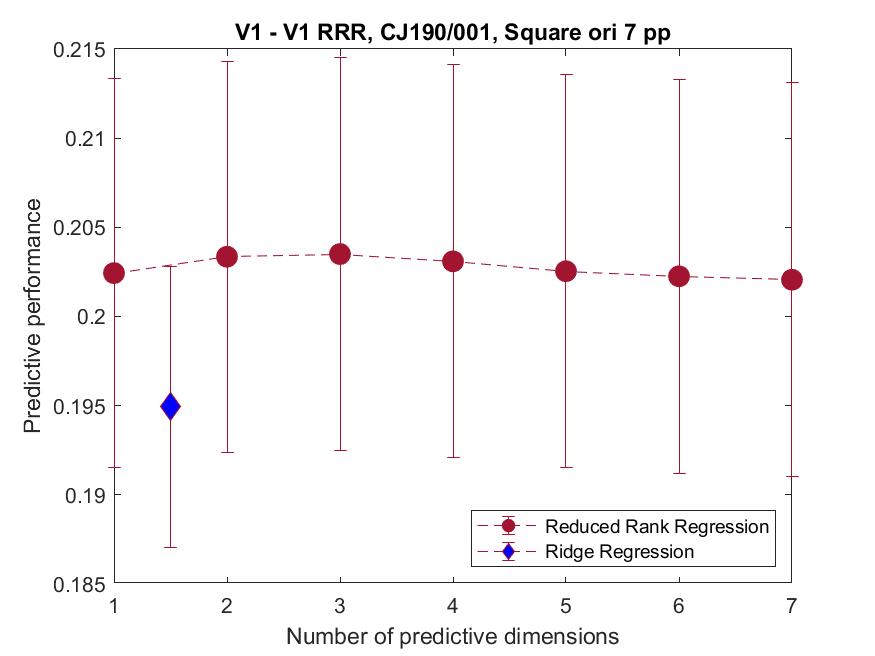 V1 - V1 RRR, CJ190/001, Square ori 7 pp
0.215
0.21
0.205
0.2
0.195
0.19
0.185
Predictive performance
Reduced Rank Regression
Ridge Regression
1 2 3 4 5 6 7
Number of predictive dimensions